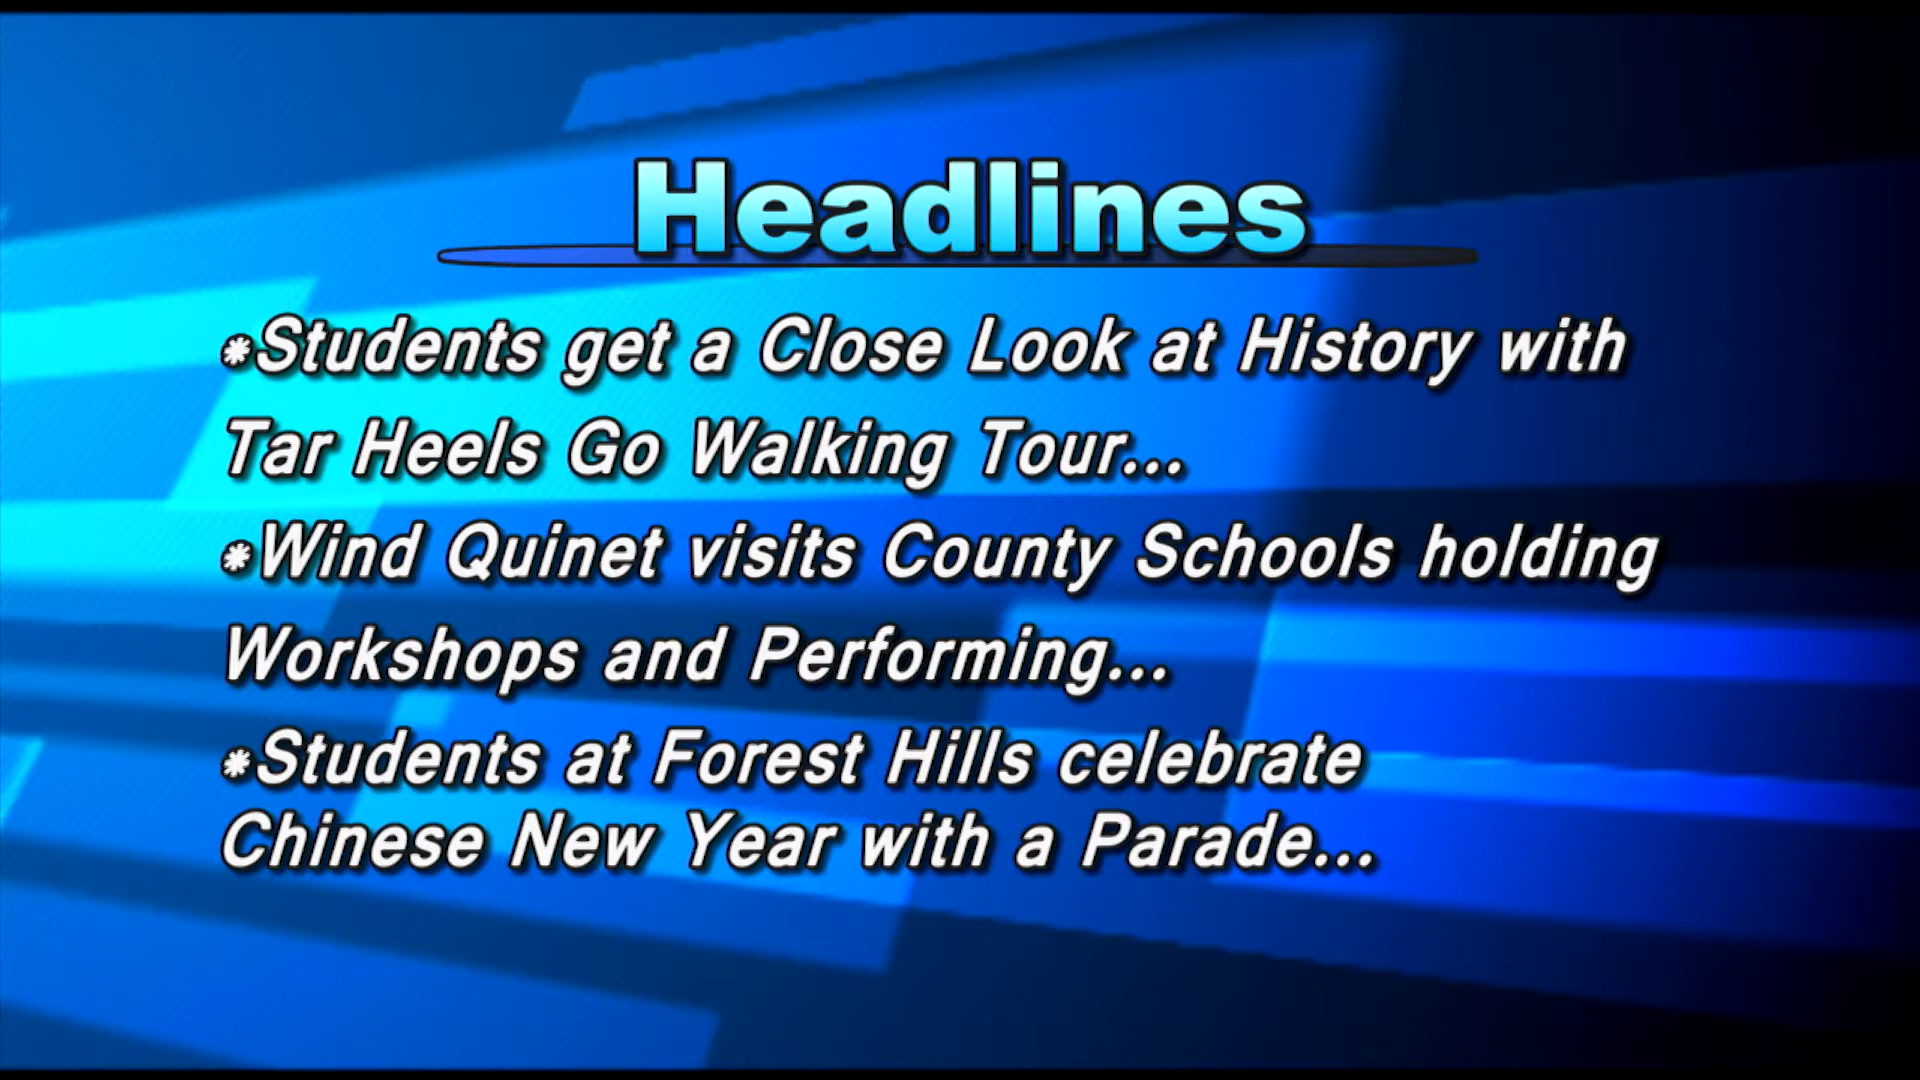 Headlines
*Students get a Close Look at History with
Tar Heels Go Walking Tour...
*Wind Quinet visits County Schools holding
Workshops and Performing...
*Students at Forest Hills celebrate
Chinese New Year with a Parade...